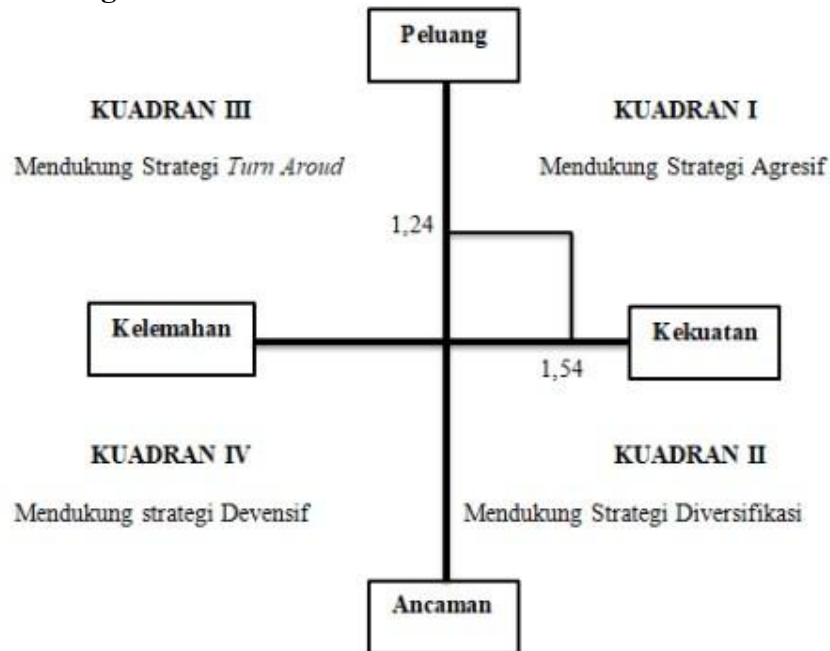 Peluang
KUADRAN III
KUADRAN I
Mendukung Strategi Turn Aroud
Mendukung Strategi Agresif
1,24
Kelemahan
Kekuatan
1,54
KUADRAN IV
KUADRAN II
Mendukung strategi Devensif
Mendukung Strategi Diversifikasi
Ancaman